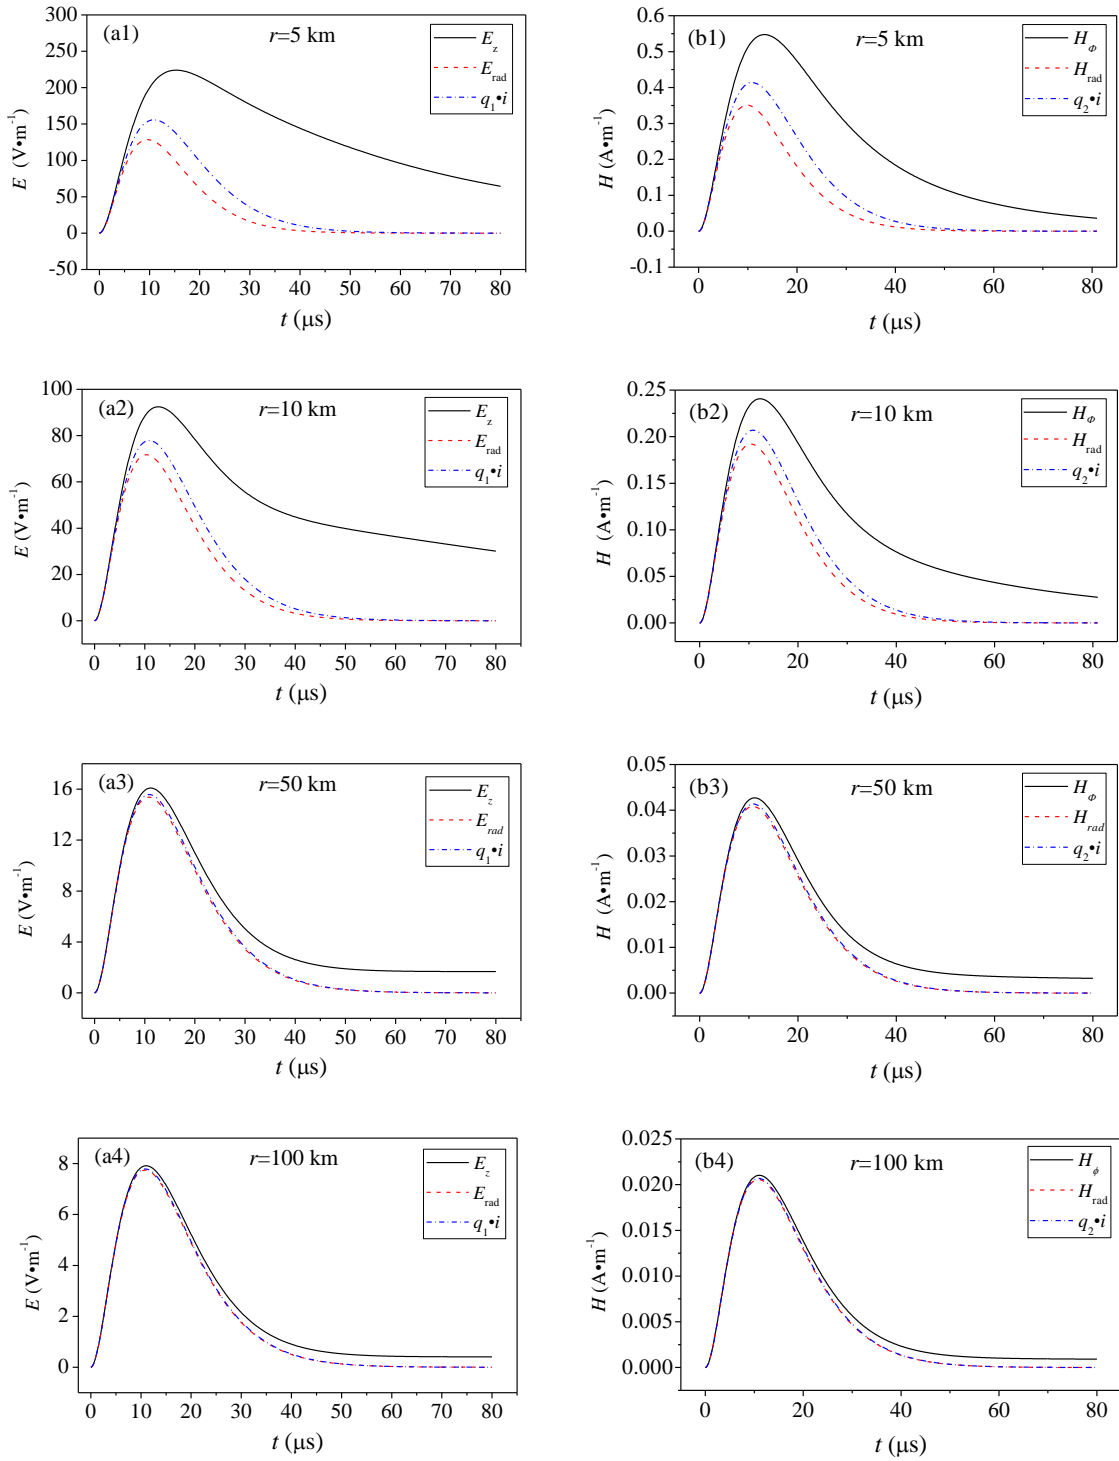 (a1)
r=5 km
E_z
E_rad
q_1•i
300
250
200
150
100
50
0
-50
E (V•m^-1)
0 10 20 30 40 50 60 70 80
t (μs)
(b1)
r=5 km
H_Φ
H_rad
q_2•i
0.6
0.5
0.4
0.3
0.2
0.1
0.0
-0.1
H (A•m^-1)
0 20 40 60 80
t (μs)
(a2)
r=10 km
E_z
E_rad
q_1•i
100
80
60
40
20
0
E (V•m^-1)
0 10 20 30 40 50 60 70 80
t (μs)
(b2)
r=10 km
H_Φ
H_rad
q_2•i
0.25
0.20
0.15
0.10
0.05
0.00
H (A•m^-1)
0 20 40 60 80
t (μs)
(a3)
r=50 km
E_z
E_rad
q_1•i
16
12
8
4
0
E (V•m^-1)
0 10 20 30 40 50 60 70 80
t (μs)
(b3)
r=50 km
H_Φ
H_rad
q_2•i
0.05
0.04
0.03
0.02
0.01
0.00
H (A•m^-1)
0 20 40 60 80
t (μs)
(a4)
r=100 km
E_z
E_rad
q_1•i
8
6
4
2
0
E (V•m^-1)
0 10 20 30 40 50 60 70 80
t (μs)
(b4)
r=100 km
H_ϕ
H_rad
q_2•i
0.025
0.020
0.015
0.010
0.005
0.000
H (A•m^-1)
0 20 40 60 80
t (μs)